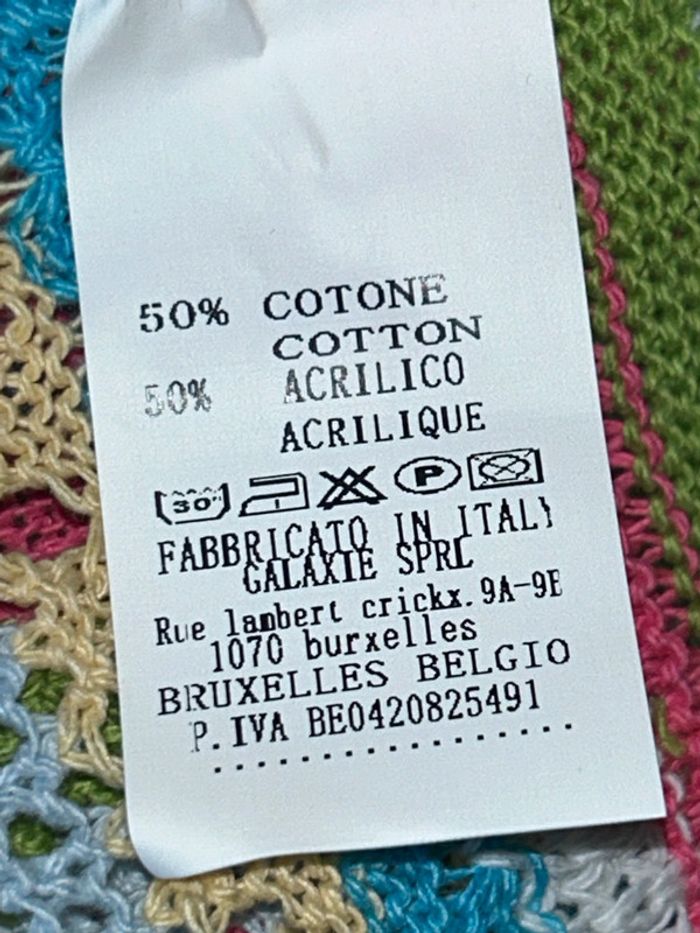 50% COTONE
COTTON
50% ACRILICO
ACRILIQUE
30° P
FABBRICATO IN ITALY
GALAXIE SPRL
Rue lambert crickx. 9A-9E
1070 burxelles
BRUXELLES BELGIO
P. IVA BE0420825491
.................